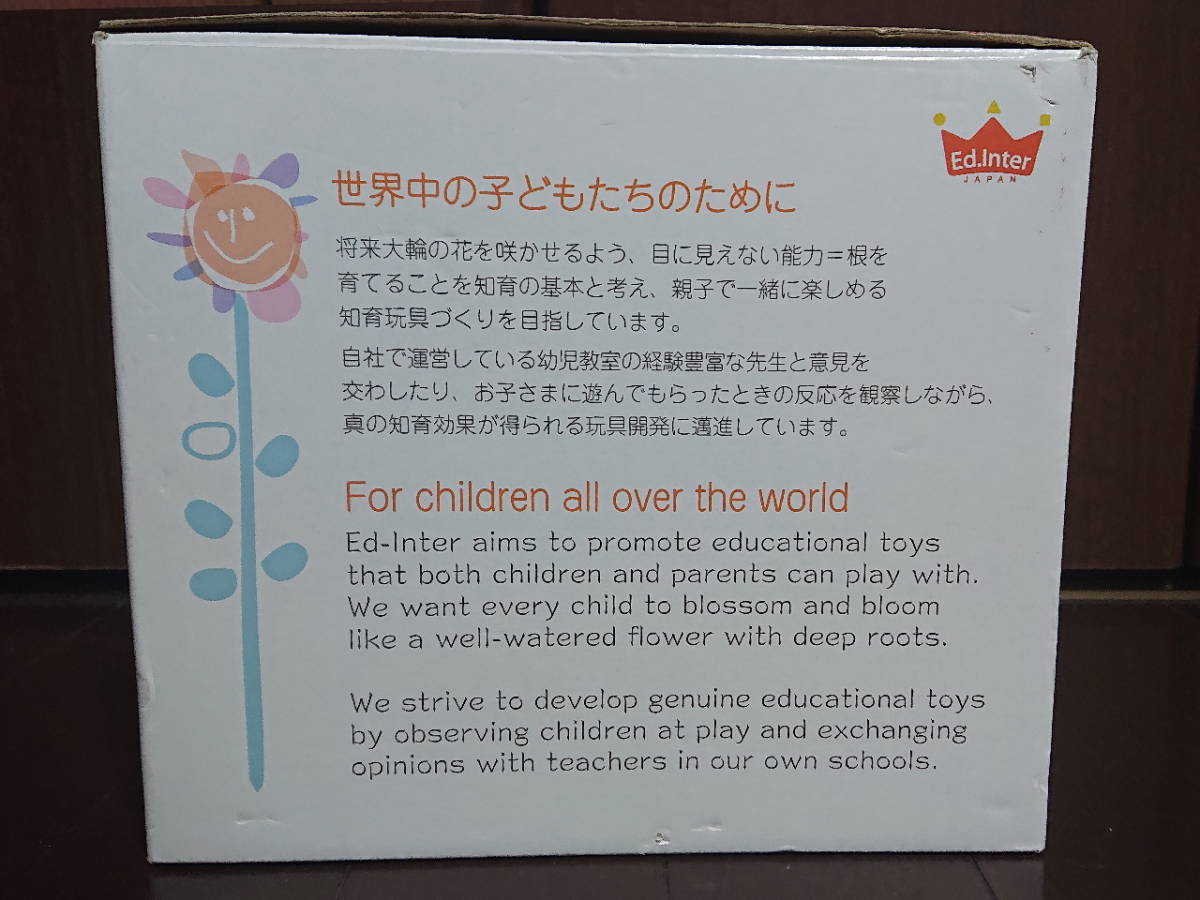 Ed.Inter
JAPAN
世界中の子どもたちのために
将来大輪の花を咲かせるよう、目に見えない能力=根を
育てることを知育の基本と考え、親子で一緒に楽しめる
知育玩具づくりを目指しています。
自社で運営している幼児教室の経験豊富な先生と意見を
交わしたり、お子さまに遊んでもらったときの反応を観察しながら、
真の知育効果が得られる玩具開発に邁進しています。
For children all over the world
Ed-Inter aims to promote educational toys
that both children and parents can play with.
We want every child to blossom and bloom
like a well-watered flower with deep roots.
We strive to develop genuine educational toys
by observing children at play and exchanging
opinions with teachers in our own schools.